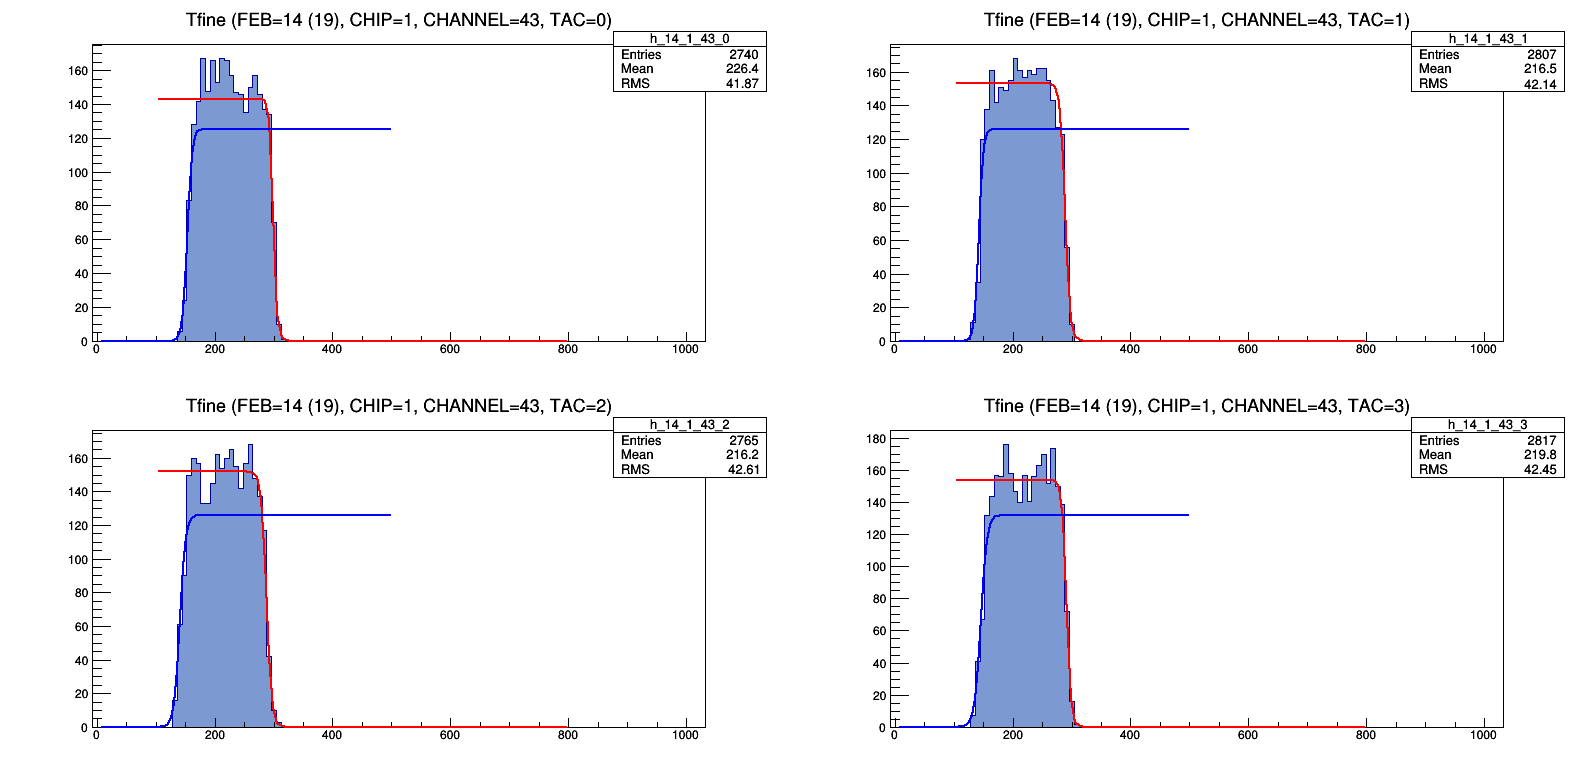 Tfine (FEB=14 (19), CHIP=1, CHANNEL=43, TAC=0)
h_14_1_43_0
Entries 2740
Mean 226.4
RMS 41.87
160
140
120
100
80
60
40
20
0
0 200 400 600 800 1000
Tfine (FEB=14 (19), CHIP=1, CHANNEL=43, TAC=1)
h_14_1_43_1
Entries 2807
Mean 216.5
RMS 42.14
160
140
120
100
80
60
40
20
0
0 200 400 600 800 1000
Tfine (FEB=14 (19), CHIP=1, CHANNEL=43, TAC=2)
h_14_1_43_2
Entries 2765
Mean 216.2
RMS 42.61
160
140
120
100
80
60
40
20
0
0 200 400 600 800 1000
Tfine (FEB=14 (19), CHIP=1, CHANNEL=43, TAC=3)
h_14_1_43_3
Entries 2817
Mean 219.8
RMS 42.45
180
160
140
120
100
80
60
40
20
0
0 200 400 600 800 1000